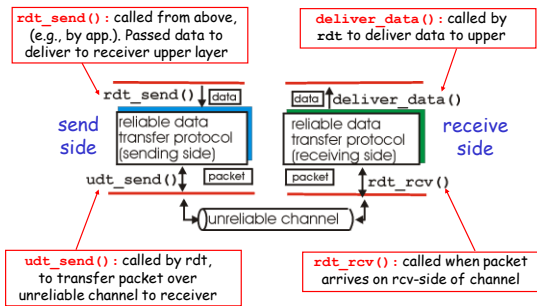 rdt_send(): called from above,
(e.g., by app.). Passed data to
deliver to receiver upper layer
deliver_data(): called by
rdt to deliver data to upper
rdt_send()
data
data
deliver_data()
send
side
reliable data
transfer protocol
(sending side)
reliable data
transfer protocol
(receiving side)
receive
side
udt_send()
packet
packet
rdt_rcv()
unreliable channel
udt_send(): called by rdt,
to transfer packet over
unreliable channel to receiver
rdt_rcv(): called when packet
arrives on rcv-side of channel